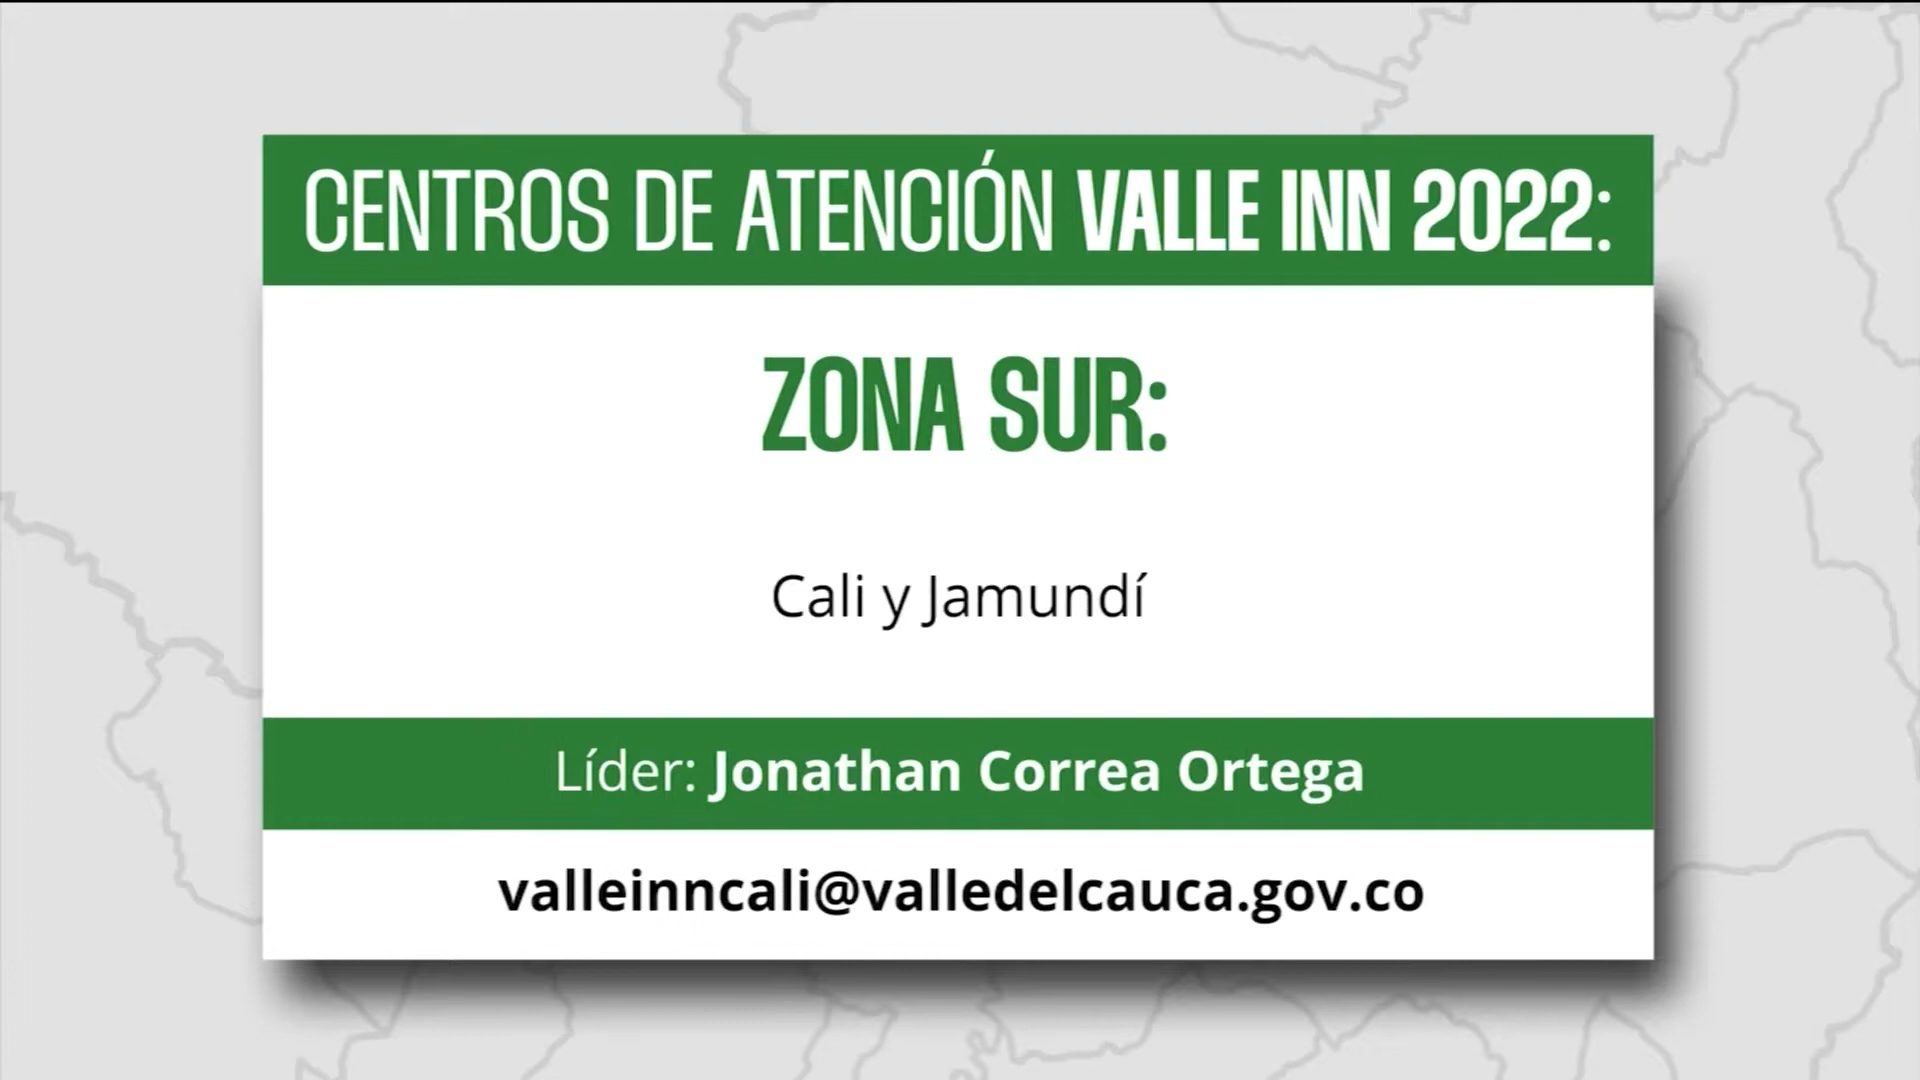 CENTROS DE ATENCIÓN VALLE INN 2022:
ZONA SUR:
Cali y Jamundí
Líder: Jonathan Correa Ortega
valleinncali@valledelcauca.gov.co